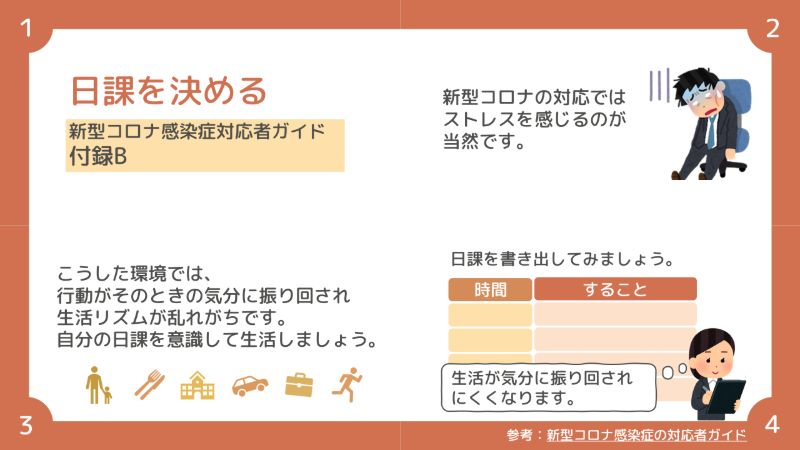 1
2
日課を決める
新型コロナ感染症対応者ガイド
付録B
新型コロナの対応では
ストレスを感じるのが
当然です。
こうした環境では、
行動がそのときの気分に振り回され
生活リズムが乱れがちです。
自分の日課を意識して生活しましょう。
日課を書き出してみましょう。
時間
すること
生活が気分に振り回され
にくくなります。
3
4
参考：新型コロナ感染症の対応者ガイド